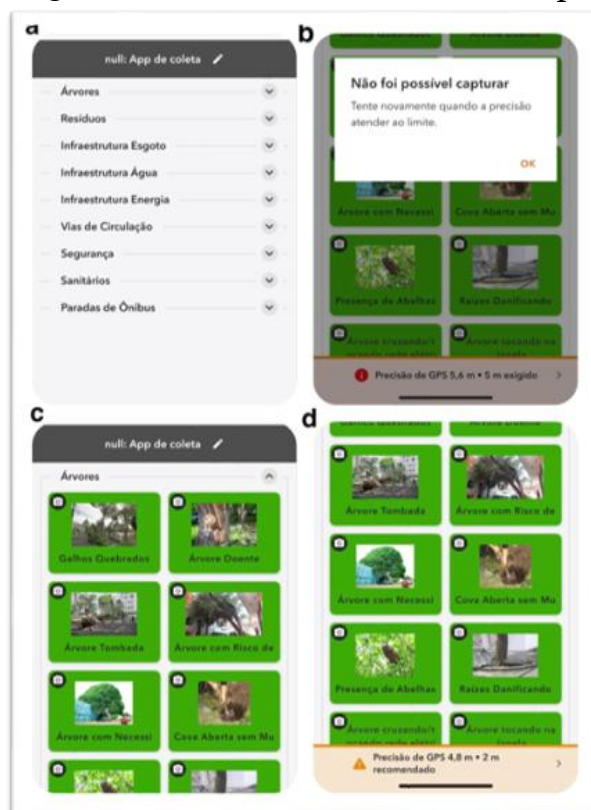 a
null: App de coleta
Árvores
Resíduos
Infraestrutura Esgoto
Infraestrutura Água
Infraestrutura Energia
Vias de Circulação
Segurança
Sanitários
Paradas de Ônibus
b
Não foi possível capturar
Tente novamente quando a precisão
atender ao limite.
OK
Árvore com Necessi
Cova Aberta sem Mu
Presença de Abelhas
Raízes Danificando
Árvore cruzando/t
Árvore tocando na
Precisão de GPS 5,6 m • 5 m exigido
c
null: App de coleta
Árvores
Galhos Quebrados
Árvore Doente
Árvore Tombada
Árvore com Risco de
Árvore com Necessi
Cova Aberta sem Mu
d
Árvore Tombada
Árvore com Risco de
Árvore com Necessi
Cova Aberta sem Mu
Presença de Abelhas
Raízes Danificando
Árvore cruzando/t
Árvore tocando na
Precisão de GPS 4,8 m • 2 m
recomendado